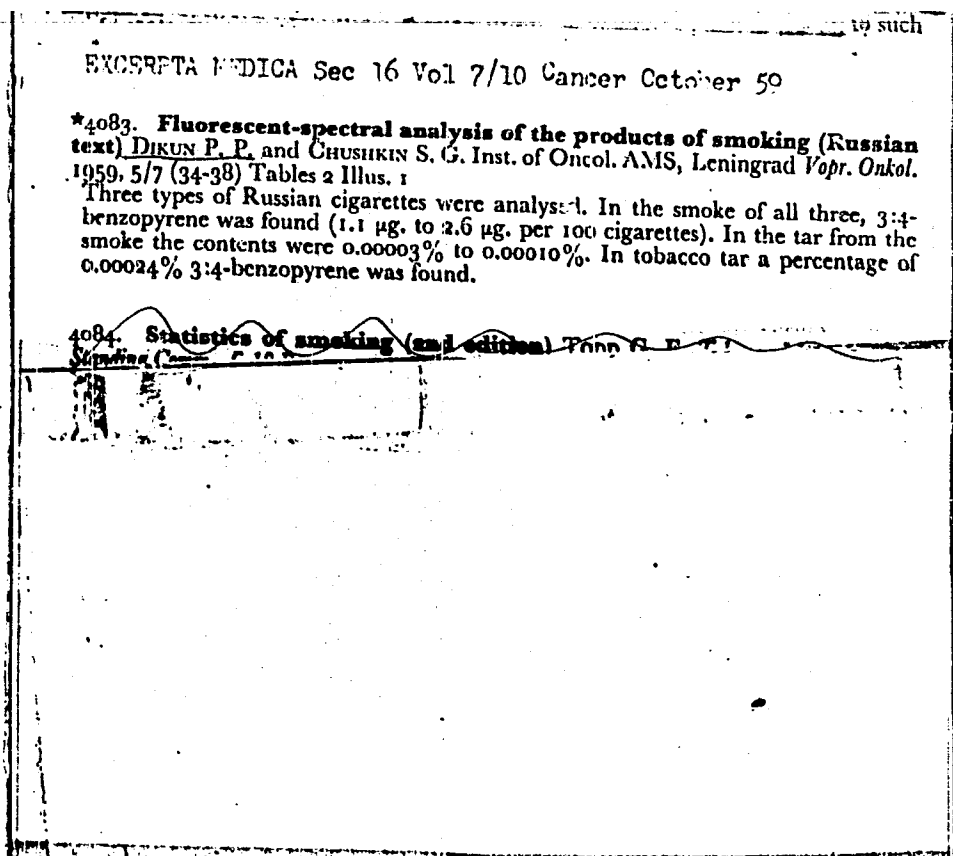 to such
EXCERPTA MEDICA Sec 16 Vol 7/10 Cancer October 59
*4083. Fluorescent-spectral analysis of the products of smoking (Russian
text) DIKUN P. P. and CHUSHKIN S. G. Inst. of Oncol. AMS, Leningrad Vopr. Onkol.
1959, 5/7 (34-38) Tables 2 Illus. 1
Three types of Russian cigarettes were analysed. In the smoke of all three, 3:4-
benzopyrene was found (1.1 µg. to 2.6 µg. per 100 cigarettes). In the tar from the
smoke the contents were 0.00003% to 0.00010%. In tobacco tar a percentage of
0.00024% 3:4-benzopyrene was found.
4084. Statistics of smoking (2nd edition) TODD G. F.